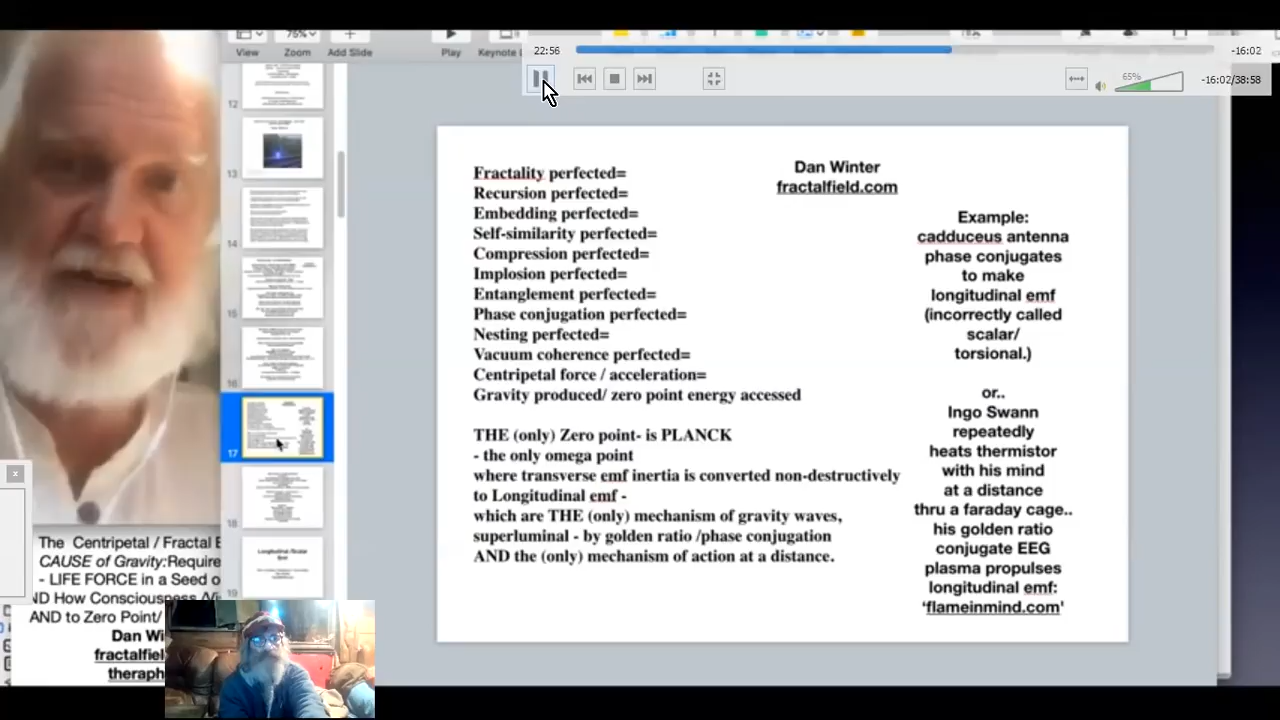 75%
View
Zoom
Add Slide
Play
Keynote
22:56
-16:02
65%
-16:02/38:58
12
13
14
15
16
17
18
19
Fractality perfected=
Recursion perfected=
Embedding perfected=
Self-similarity perfected=
Compression perfected=
Implosion perfected=
Entanglement perfected=
Phase conjugation perfected=
Nesting perfected=
Vacuum coherence perfected=
Centripetal force / acceleration=
Gravity produced/ zero point energy accessed
THE (only) Zero point- is PLANCK
- the only omega point
where transverse emf inertia is converted non-destructively
to Longitudinal emf -
which are THE (only) mechanism of gravity waves,
superluminal - by golden ratio /phase conjugation
AND the (only) mechanism of action at a distance.
Dan Winter
fractalfield.com
Example:
cadduceus antenna
phase conjugates
to make
longitudinal emf
(incorrectly called
scalar/
torsional.)
or..
Ingo Swann
repeatedly
heats thermistor
with his mind
at a distance
thru a faraday cage..
his golden ratio
conjugate EEG
plasma propulses
longitudinal emf:
'flameinmind.com'
The Centripetal / Fractal
CAUSE of Gravity:Require
- LIFE FORCE in a Seed o
ND How Consciousness
AND to Zero Point/
Dan Wi
fractalfiel
theraph